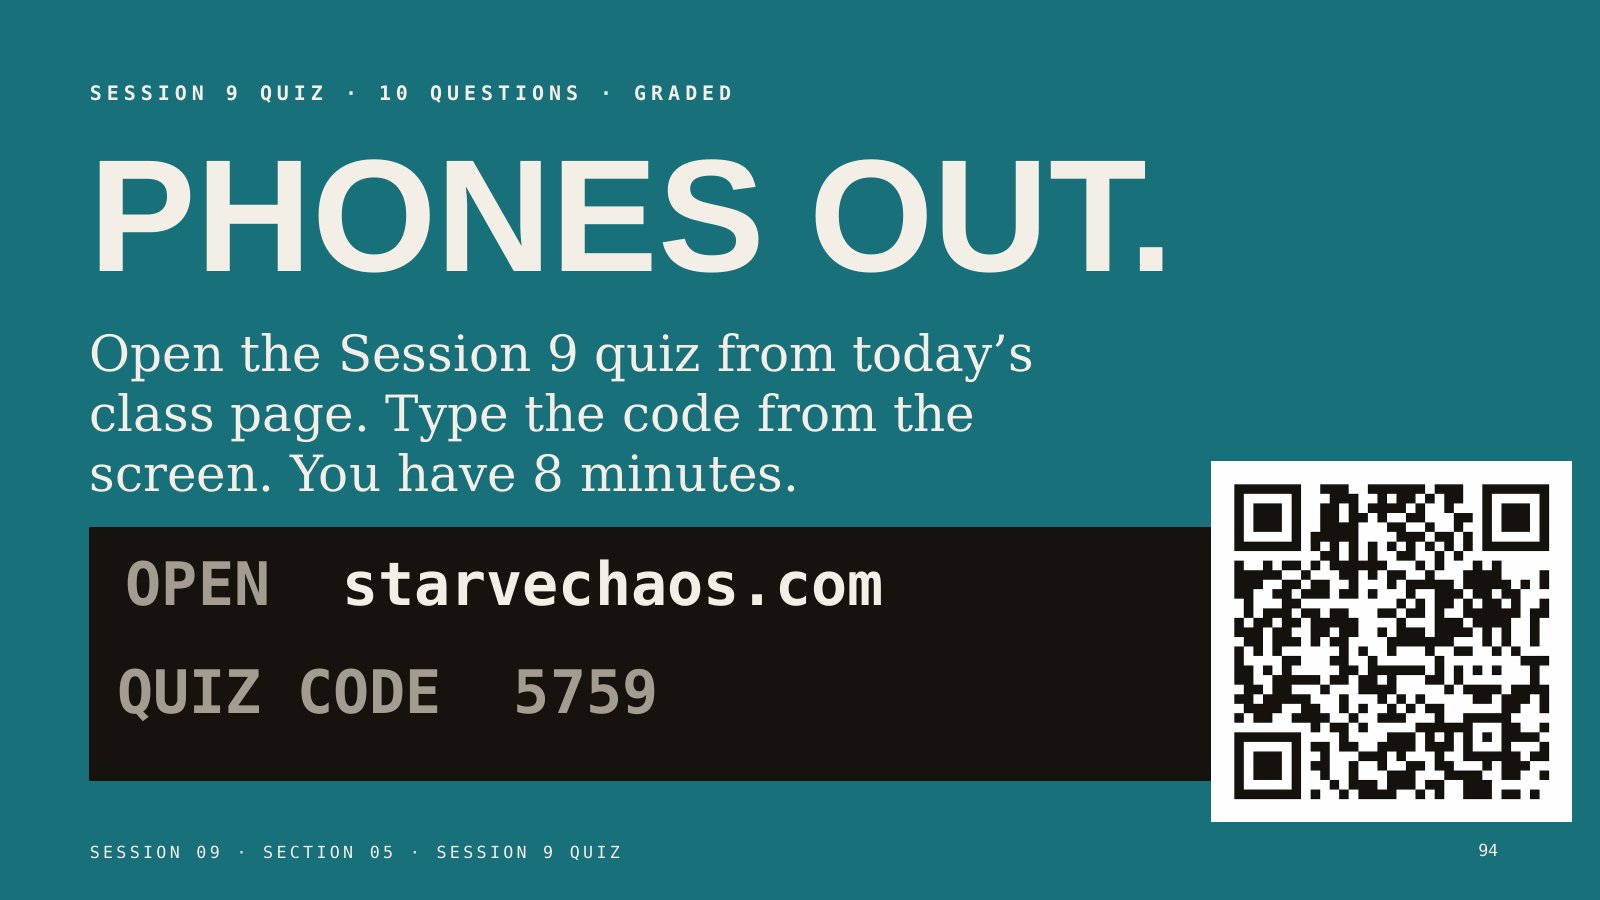 SESSION 9 QUIZ · 10 QUESTIONS · GRADED
PHONES OUT.
Open the Session 9 quiz from today’s
class page. Type the code from the
screen. You have 8 minutes.
OPEN starvechaos.com
QUIZ CODE 5759
SESSION 09 · SECTION 05 · SESSION 9 QUIZ
94